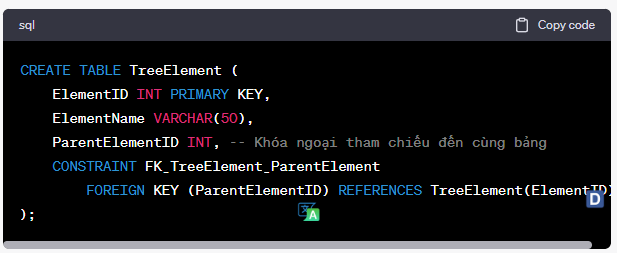 sql
Copy code
CREATE TABLE TreeElement (
ElementID INT PRIMARY KEY,
ElementName VARCHAR(50),
ParentElementID INT, -- Khóa ngoại tham chiếu đến cùng bảng
CONSTRAINT FK_TreeElement_ParentElement
FOREIGN KEY (ParentElementID) REFERENCES TreeElement(ElementID)
);
A
D